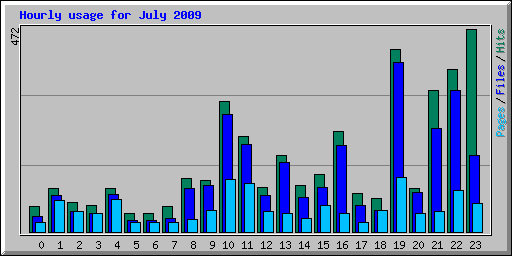 Hourly usage for July 2009
472
Pages / Files / Hits
0 1 2 3 4 5 6 7 8 9 10 11 12 13 14 15 16 17 18 19 20 21 22 23